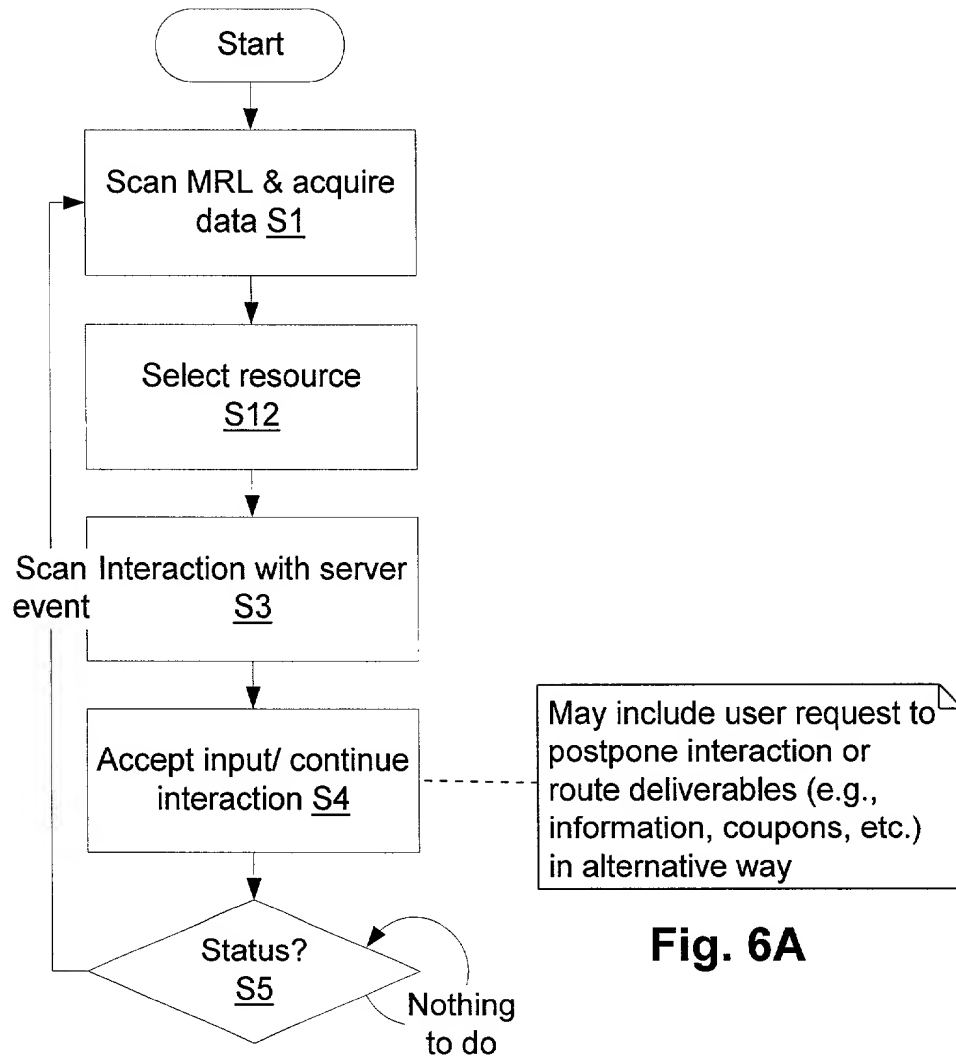 Start
Scan MRL & acquire
data S1
Select resource
S12
Scan
event
Interaction with server
S3
Accept input/ continue
interaction S4
May include user request to
postpone interaction or
route deliverables (e.g.,
information, coupons, etc.)
in alternative way
Status?
S5
Nothing
to do
Fig. 6A